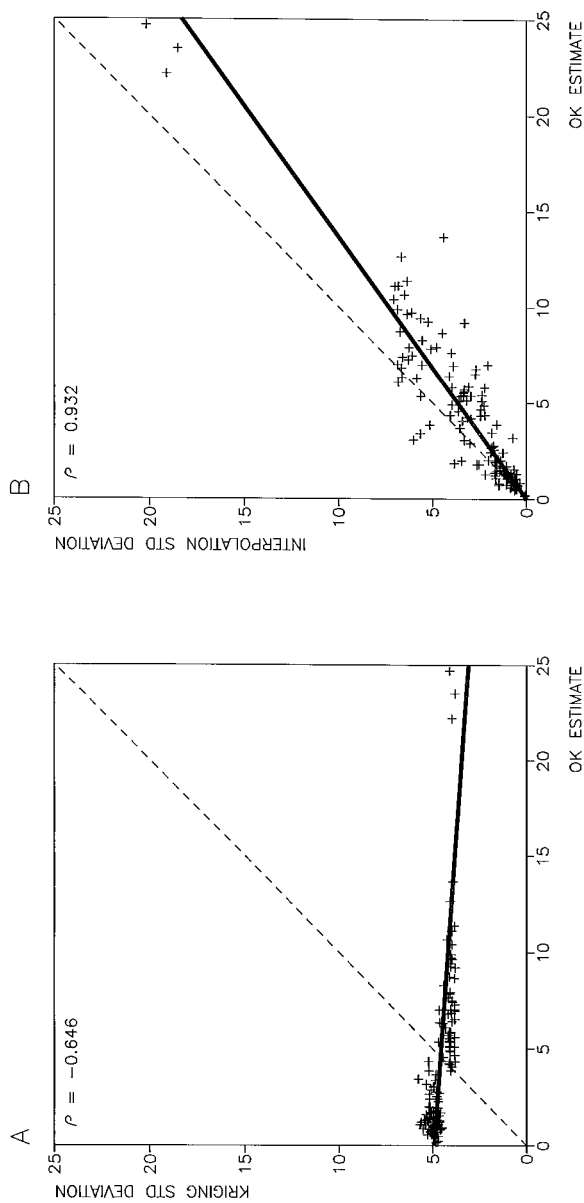 A
ρ = −0.646
KRIGING STD DEVIATION
25
20
15
10
5
0
0 5 10 15 20 25
OK ESTIMATE
B
ρ = 0.932
INTERPOLATION STD DEVIATION
25
20
15
10
5
0
0 5 10 15 20 25
OK ESTIMATE